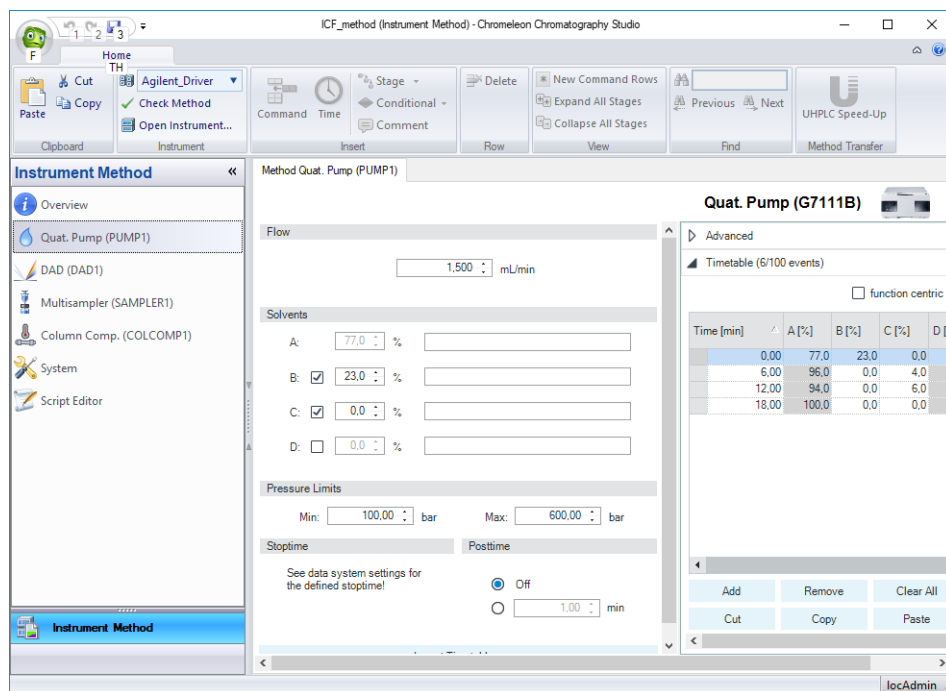 ICF_method (Instrument Method) - Chromeleon Chromatography Studio
1 2 3
F
Home
TH
Paste
Cut
Copy
Clipboard
Agilent_Driver
Check Method
Open Instrument...
Instrument
Command
Time
Stage
Conditional
Comment
Insert
Delete
Row
New Command Rows
Expand All Stages
Collapse All Stages
View
Previous Next
Find
UHPLC Speed-Up
Method Transfer
Instrument Method «
Overview
Quat. Pump (PUMP1)
DAD (DAD1)
Multisampler (SAMPLER1)
Column Comp. (COLCOMP1)
System
Script Editor
Instrument Method
Method Quat. Pump (PUMP1)
Quat. Pump (G7111B)
Flow
1,500 mL/min
Solvents
A: 77,0 %
B: 23,0 %
C: 0,0 %
D: 0,0 %
Pressure Limits
Min: 100,00 bar Max: 600,00 bar
Stoptime
See data system settings for
the defined stoptime!
Posttime
Off
1,00 min
Advanced
Timetable (6/100 events)
function centric
Time [min] A [%] B [%] C [%] D [
0,00 77,0 23,0 0,0
6,00 96,0 0,0 4,0
12,00 94,0 0,0 6,0
18,00 100,0 0,0 0,0
Add Remove Clear All
Cut Copy Paste
locAdmin